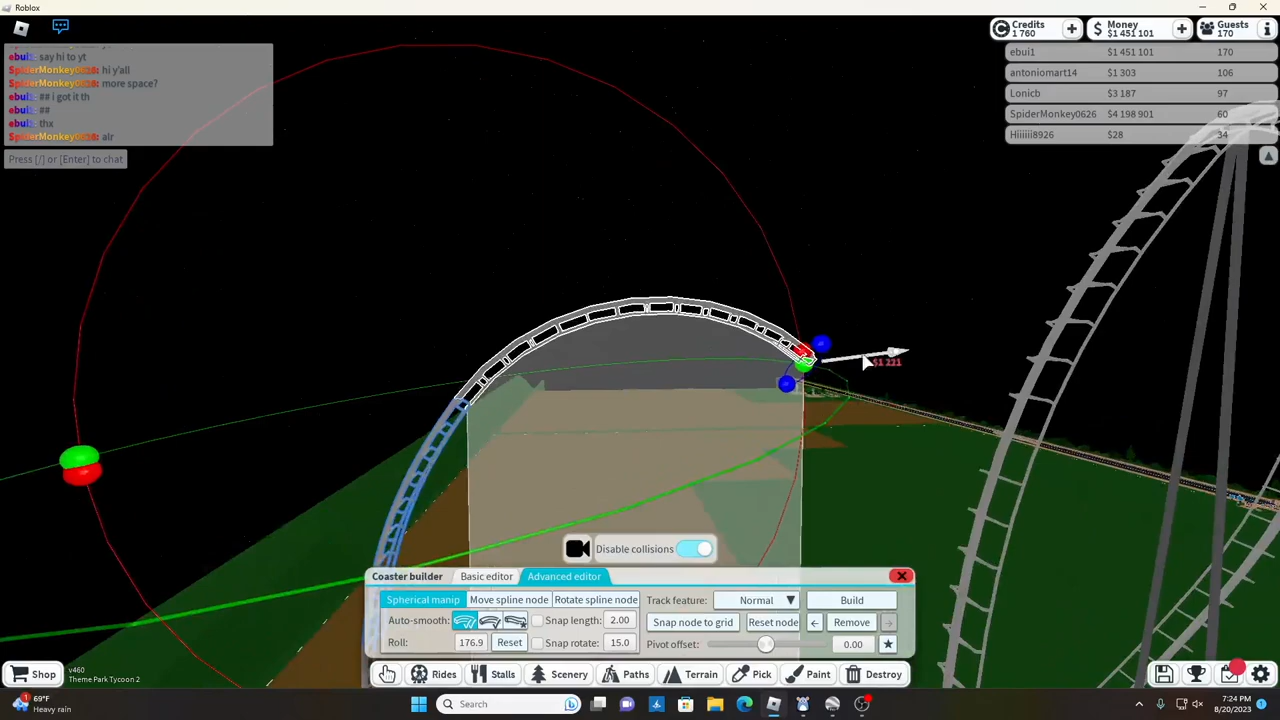 Roblox
Credits
1 760
Money
$1 451 101
Guests
170
ebui1 $1 451 101 170
antoniomart14 $1 303 106
Lonicb $3 187 97
SpiderMonkey0626 $4 198 901 60
Hiiiiii8926 $28 34
say hi to yt
SpiderMonkey0626: hi y'all
SpiderMonkey0626: more space?
## i got it th
##
thx
SpiderMonkey0626: alr
Press [/] or [Enter] to chat
$1 221
Disable collisions
Coaster builder Basic editor Advanced editor
Spherical manip Move spline node Rotate spline node Track feature: Normal Build
Auto-smooth: Snap length: 2.00 Snap node to grid Reset node Remove
Roll: 176.9 Reset Snap rotate: 15.0 Pivot offset: 0.00
Shop
v460
Theme Park Tycoon 2
Rides Stalls Scenery Paths Terrain Pick Paint Destroy
69°F
Heavy rain
Search
7:24 PM
8/20/2023